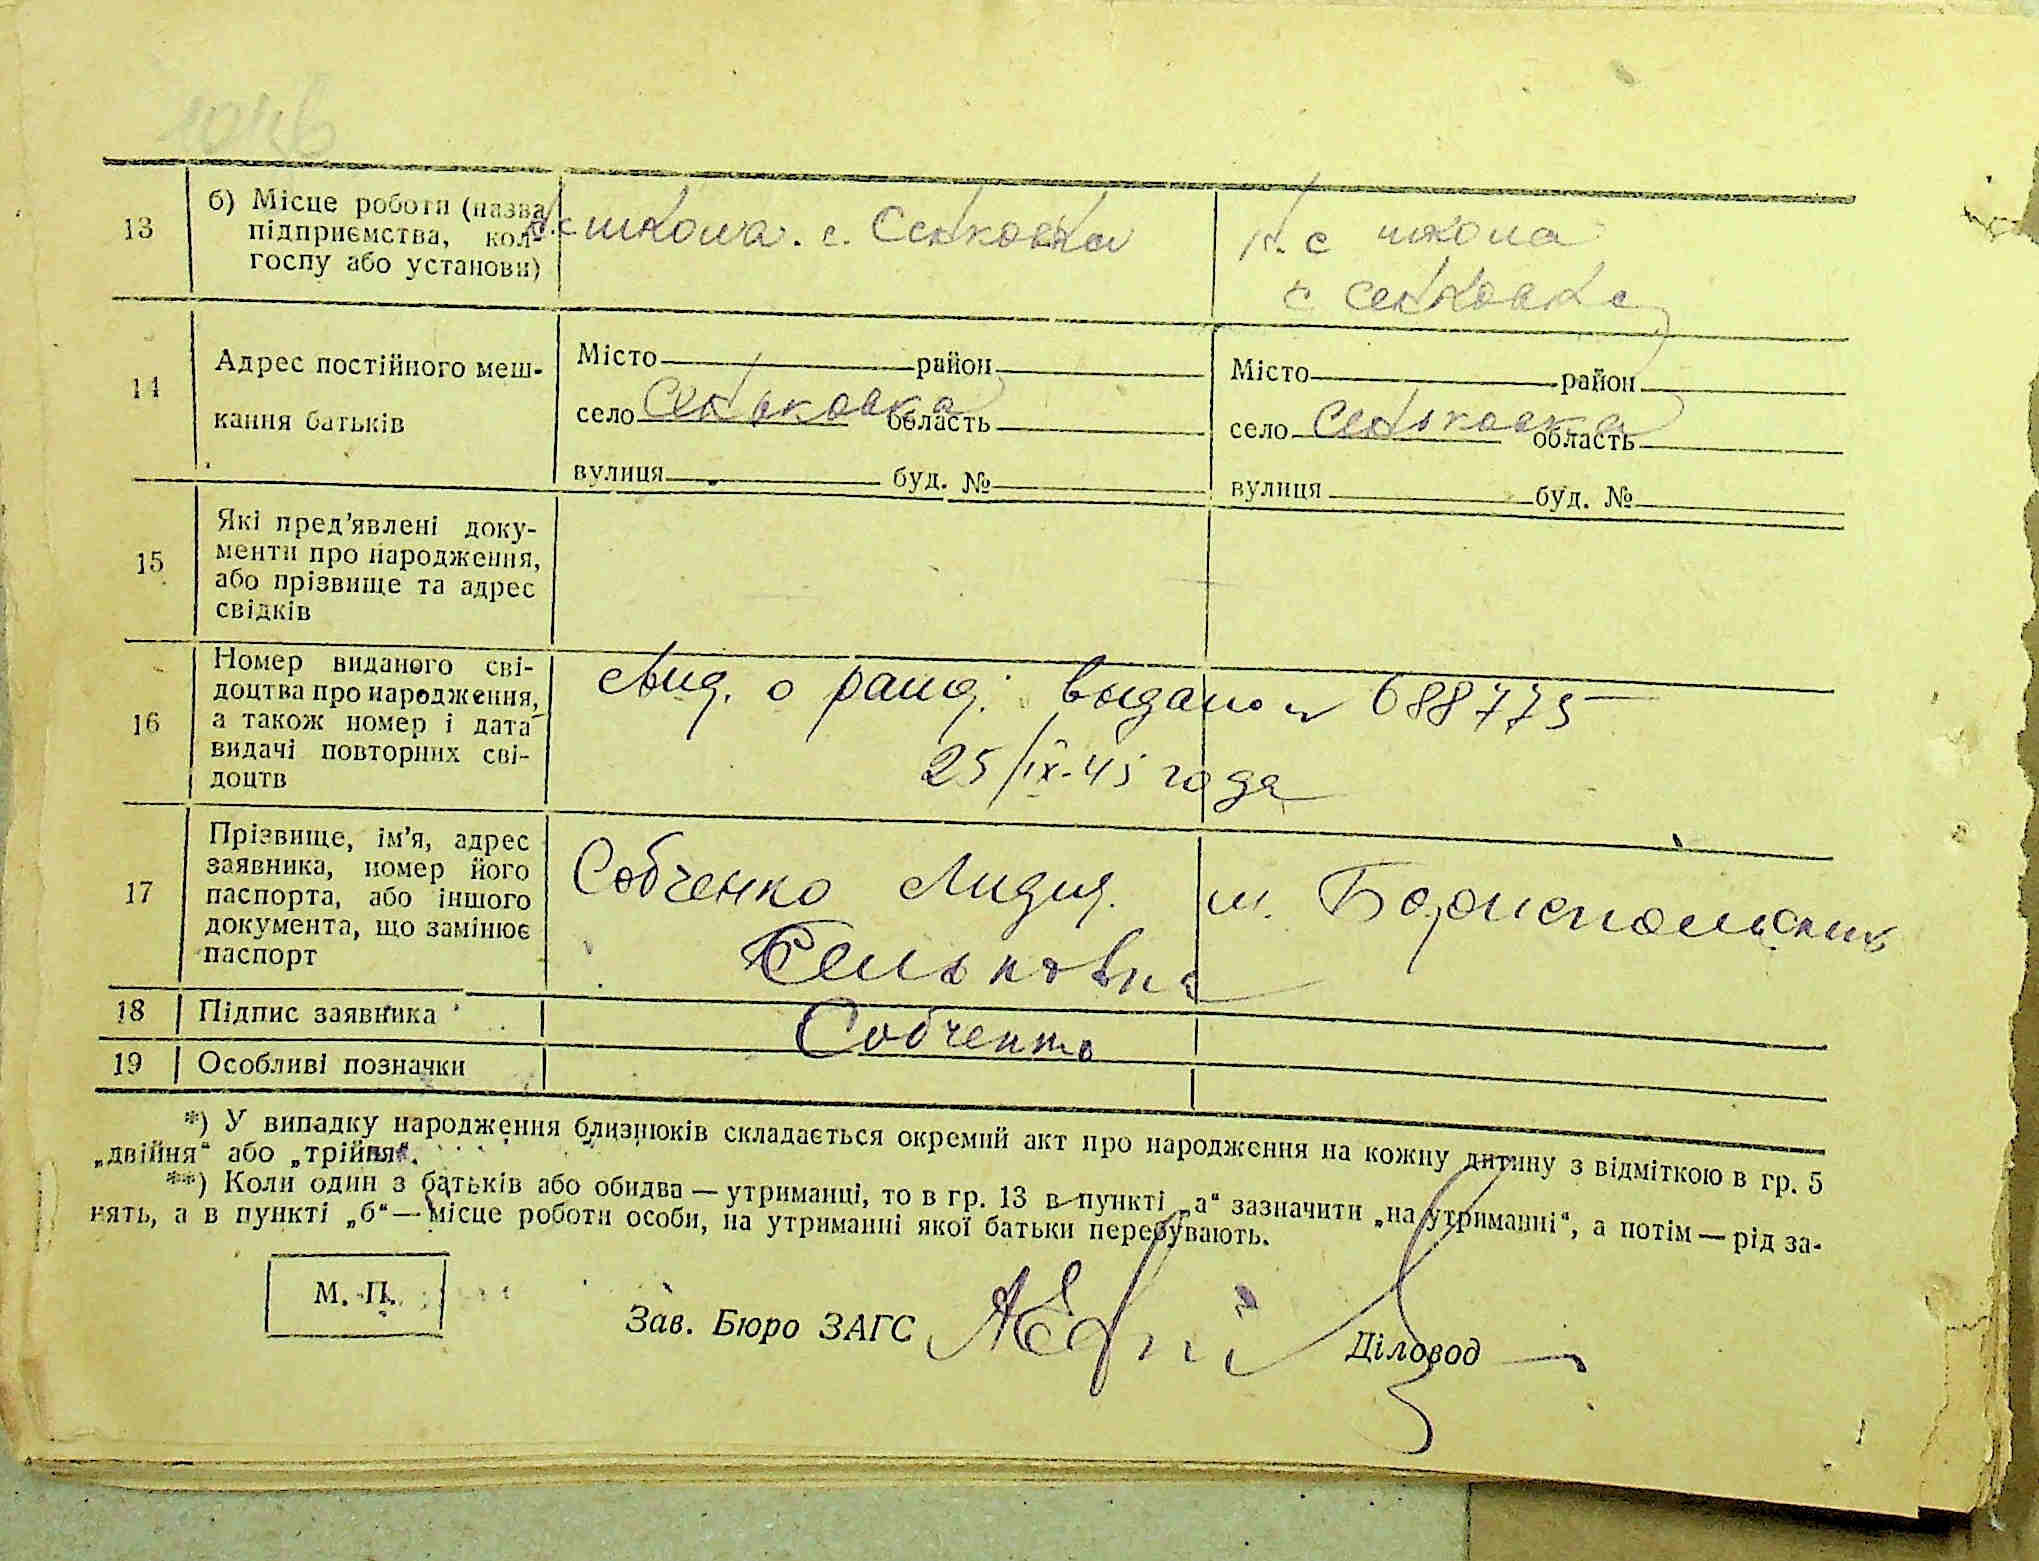 13
б) Місце роботи (назва
підприємства, кол-
госпу або установи)
н.с школа. с. Сеньковка
н. с школа
с Сеньковка
14
Адрес постійного меш-
кання батьків
Місто район
село Сеньковка область
вулиця буд. №
Місто район
село Сеньковка область
вулиця буд. №
15
Які пред’явлені доку-
менти про народження,
або прізвище та адрес
свідків
16
Номер виданого сві-
доцтва про народження,
а також номер і дата
видачі повторних сві-
доцтв
выдано № 688775
25/IX-45 года
17
Прізвище, ім’я, адрес
заявника, номер його
паспорта, або іншого
документа, що замінює
паспорт
Собченко Лидия.
18
Підпис заявника
Собченко
19
Особливі позначки
*) У випадку народження близнюків складається окремий акт про народження на кожну дитину з відміткою в гр. 5
„двійня“ або „трійня“.
**) Коли один з батьків або обидва — утриманці, то в гр. 13 в пункті „а“ зазначити „на утриманні“, а потім — рід за-
нять, а в пункті „б“ — місце роботи особи, на утриманні якої батьки перебувають.
М. П.
Зав. Бюро ЗАГС
Діловод